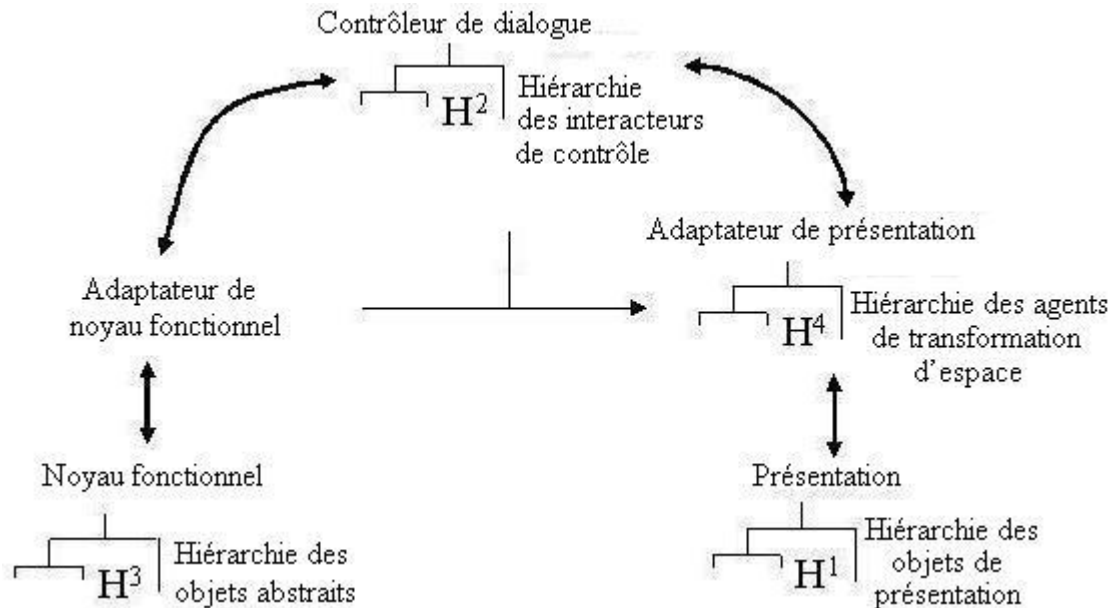 Contrôleur de dialogue
H²
Hiérarchie
des interacteurs
de contrôle
Adaptateur de
noyau fonctionnel
Adaptateur de présentation
H⁴
Hiérarchie des agents
de transformation
d'espace
Noyau fonctionnel
H³
Hiérarchie des
objets abstraits
Présentation
H¹
Hiérarchie des
objets de
présentation